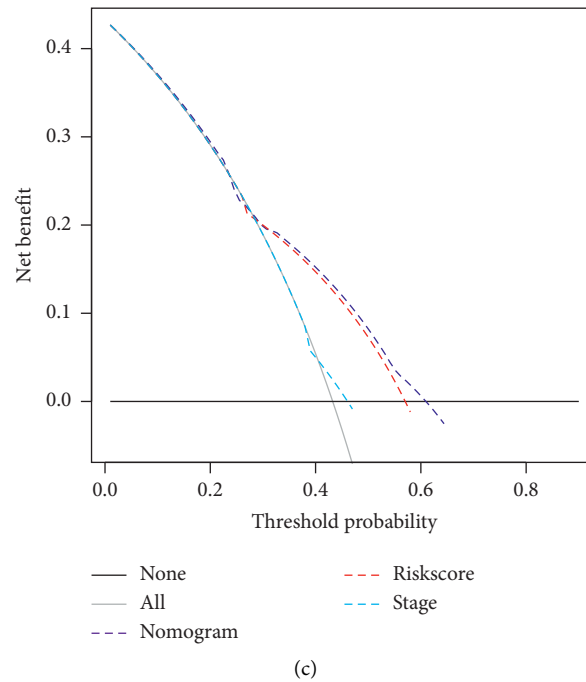 0.4
0.3
0.2
0.1
0.0
Net benefit
0.0 0.2 0.4 0.6 0.8
Threshold probability
None Riskscore
All Stage
Nomogram
(c)